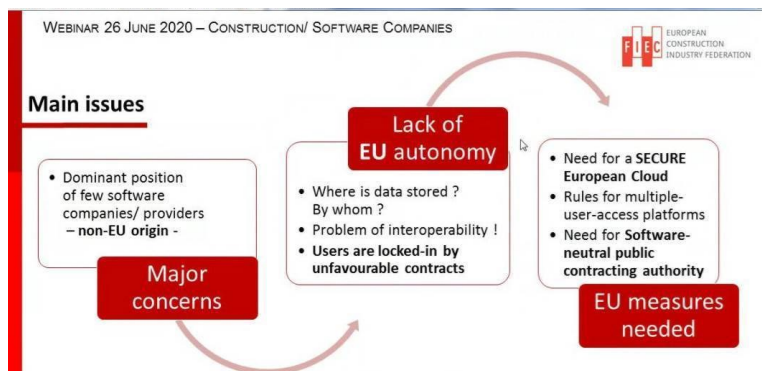 WEBINAR 26 JUNE 2020 – CONSTRUCTION/ SOFTWARE COMPANIES
FIEC
EUROPEAN
CONSTRUCTION
INDUSTRY FEDERATION
Main issues
• Dominant position
of few software
companies/ providers
– non-EU origin -
Major
concerns
Lack of
EU autonomy
• Where is data stored ?
By whom ?
• Problem of interoperability !
• Users are locked-in by
unfavourable contracts
• Need for a SECURE
European Cloud
• Rules for multiple-
user-access platforms
• Need for Software-
neutral public
contracting authority
EU measures
needed